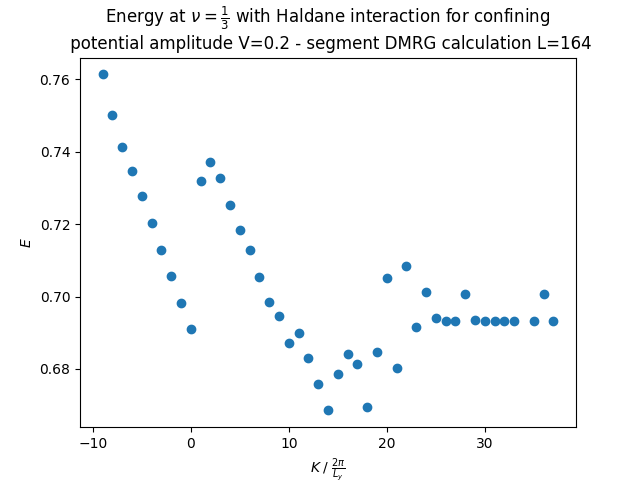 Energy at ν = 1/3 with Haldane interaction for confining
potential amplitude V=0.2 - segment DMRG calculation L=164
0.76
0.74
0.72
0.70
0.68
E
−10
0
10
20
30
K / 2π/L_y